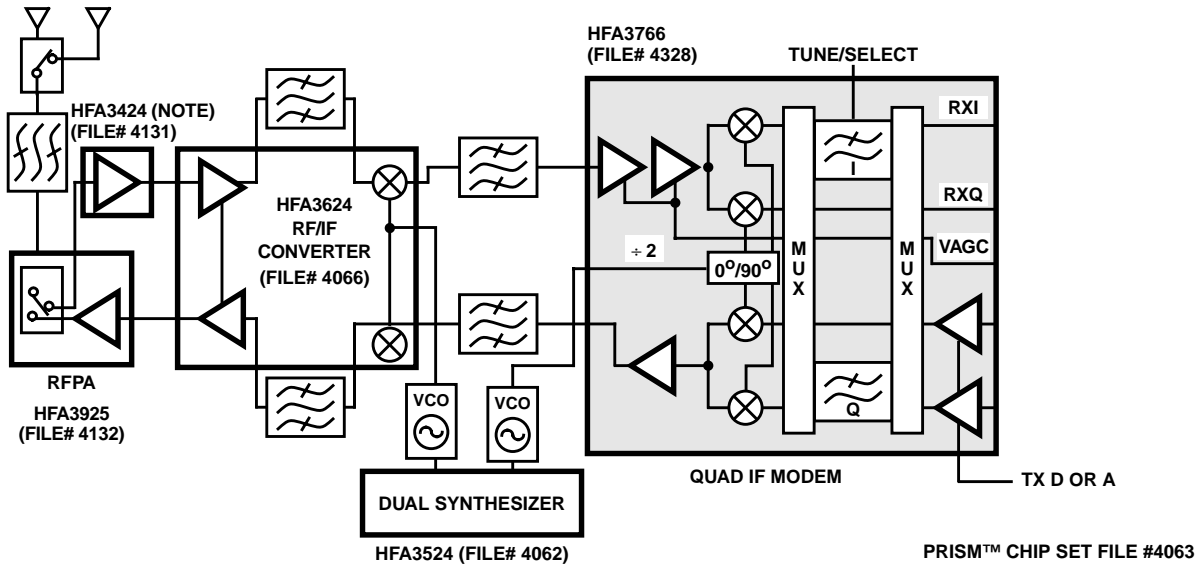 HFA3424 (NOTE)
(FILE# 4131)
HFA3624
RF/IF
CONVERTER
(FILE# 4066)
RFPA
HFA3925
(FILE# 4132)
VCO
VCO
DUAL SYNTHESIZER
HFA3524 (FILE# 4062)
HFA3766
(FILE# 4328)
TUNE/SELECT
I
RXI
RXQ
VAGC
÷ 2
0°/90°
MUX
MUX
Q
QUAD IF MODEM
TX D OR A
PRISM™ CHIP SET FILE #4063